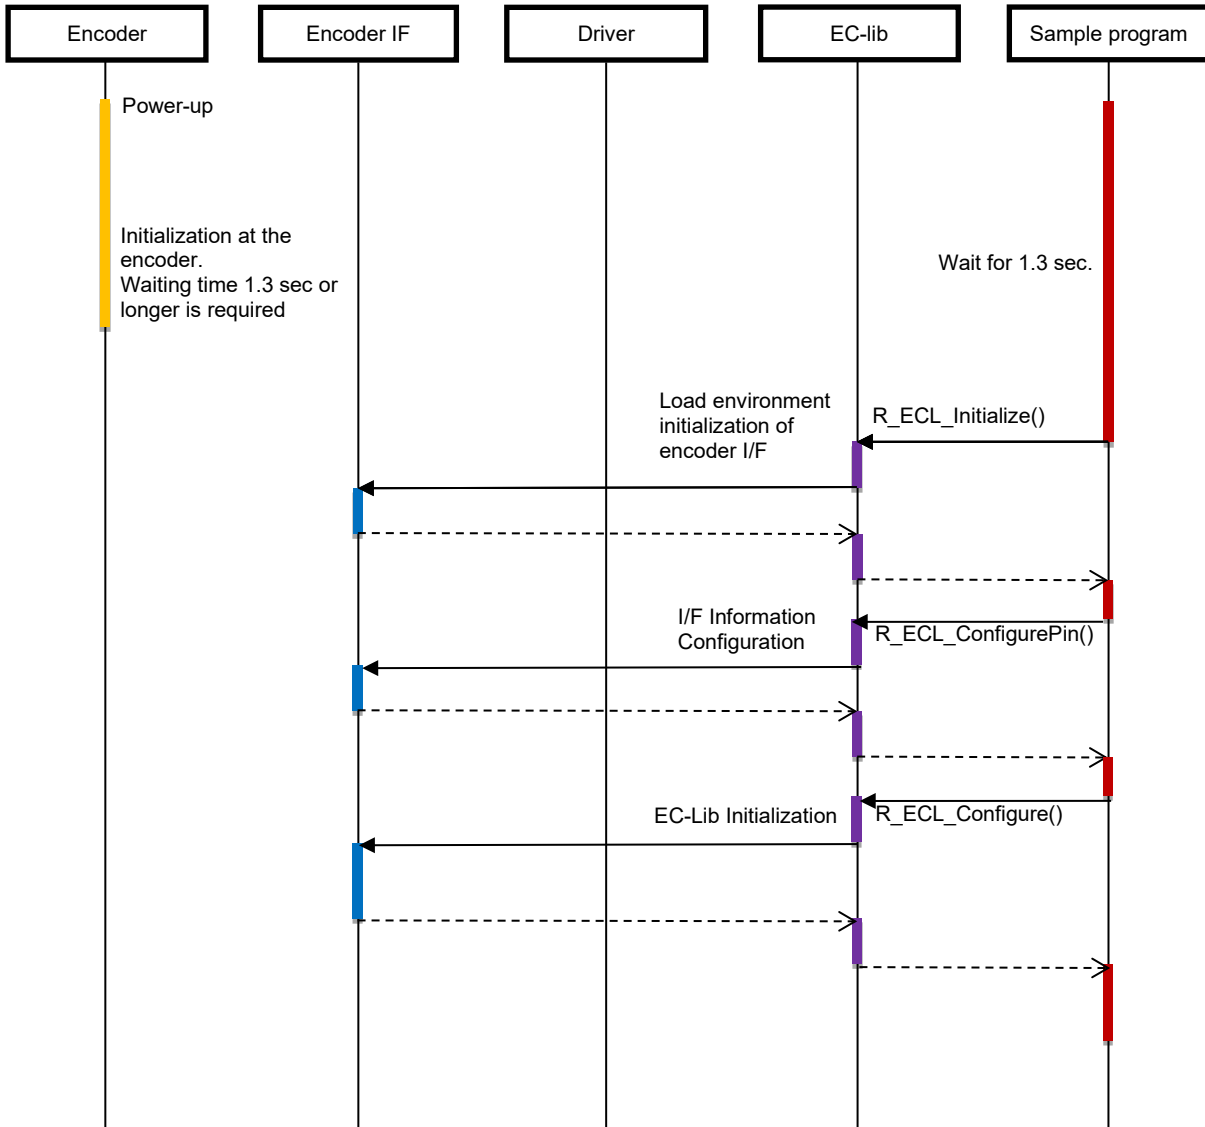 Encoder
Encoder IF
Driver
EC-lib
Sample program
Power-up
Initialization at the
encoder.
Waiting time 1.3 sec or
longer is required
Wait for 1.3 sec.
Load environment
initialization of
encoder I/F
R_ECL_Initialize()
I/F Information
Configuration
R_ECL_ConfigurePin()
EC-Lib Initialization
R_ECL_Configure()